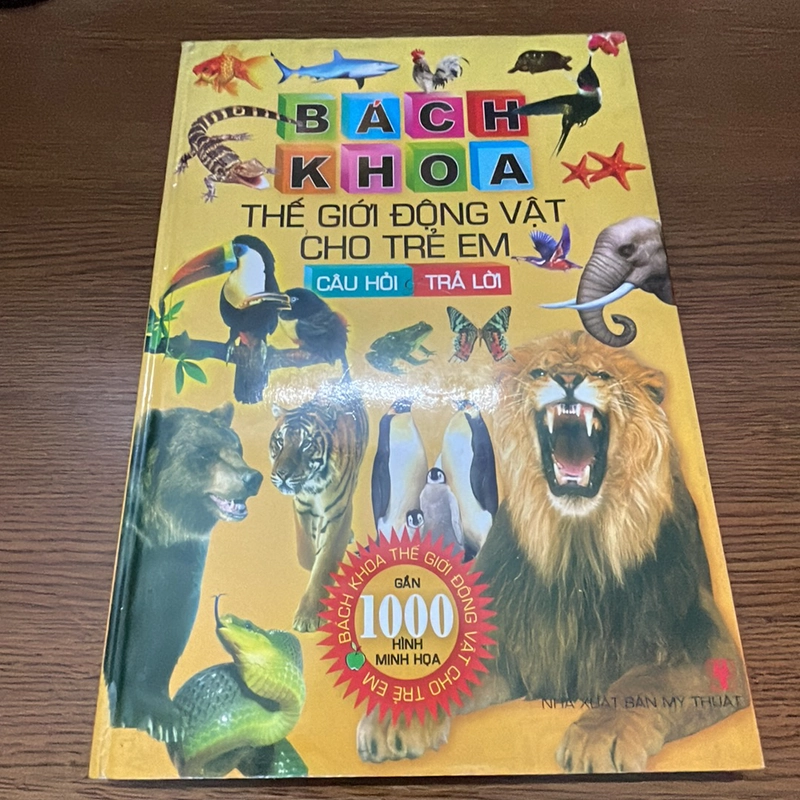 BÁCH
KHOA
THẾ GIỚI ĐỘNG VẬT
CHO TRẺ EM
CÂU HỎI TRẢ LỜI
BÁCH KHOA THẾ GIỚI ĐỘNG VẬT CHO TRẺ EM
GẦN
1000
HÌNH
MINH HỌA
NHÀ XUẤT BẢN MỸ THUẬT